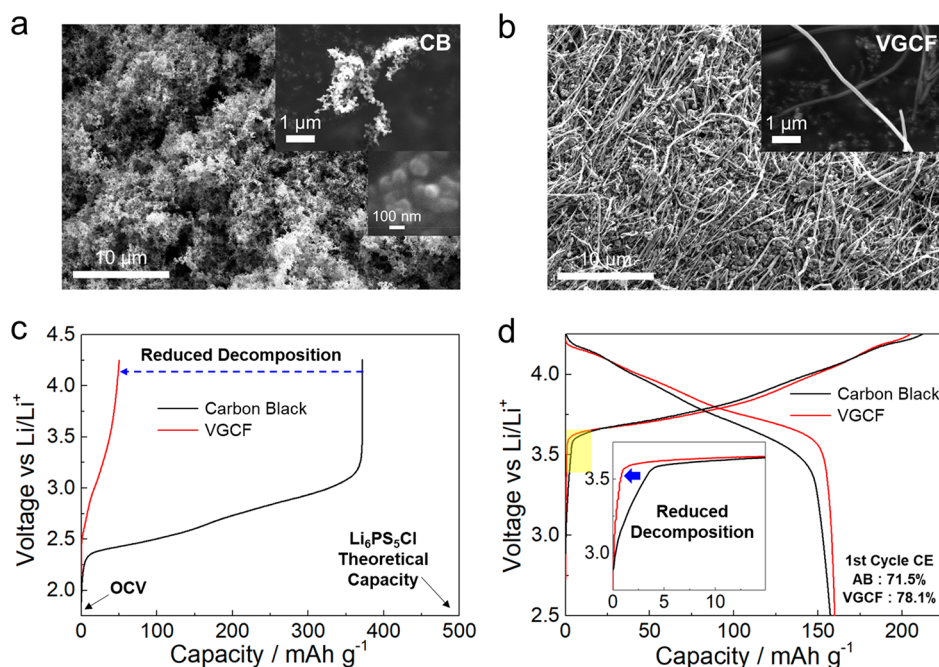 a
CB
1 µm
100 nm
10 µm
b
VGCF
1 µm
10 µm
c
4.5
4.0
3.5
3.0
2.5
2.0
Voltage vs Li/Li⁺
Reduced Decomposition
Carbon Black
VGCF
Li₆PS₅Cl
Theoretical
Capacity
OCV
0 100 200 300 400 500
Capacity / mAh g⁻¹
d
4.0
3.5
3.0
2.5
Voltage vs Li/Li⁺
Carbon Black
VGCF
3.5
3.0
Reduced
Decomposition
0 5 10
1st Cycle CE
AB : 71.5%
VGCF : 78.1%
0 50 100 150 200
Capacity / mAh g⁻¹